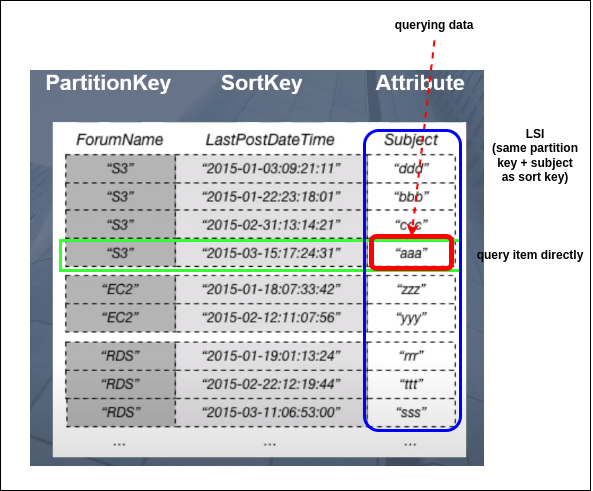 querying data
PartitionKey SortKey Attribute
ForumName LastPostDateTime Subject
“S3” “2015-01-03:09:21:11” “ddd”
“S3” “2015-01-22:23:18:01” “bbb”
“S3” “2015-02-31:13:14:21” “ccc”
“S3” “2015-03-15:17:24:31” “aaa”
“EC2” “2015-01-18:07:33:42” “zzz”
“EC2” “2015-02-12:11:07:56” “yyy”
“RDS” “2015-01-19:01:13:24” “rrr”
“RDS” “2015-02-22:12:19:44” “ttt”
“RDS” “2015-03-11:06:53:00” “sss”
... ... ...
LSI
(same partition
key + subject
as sort key)
query item directly